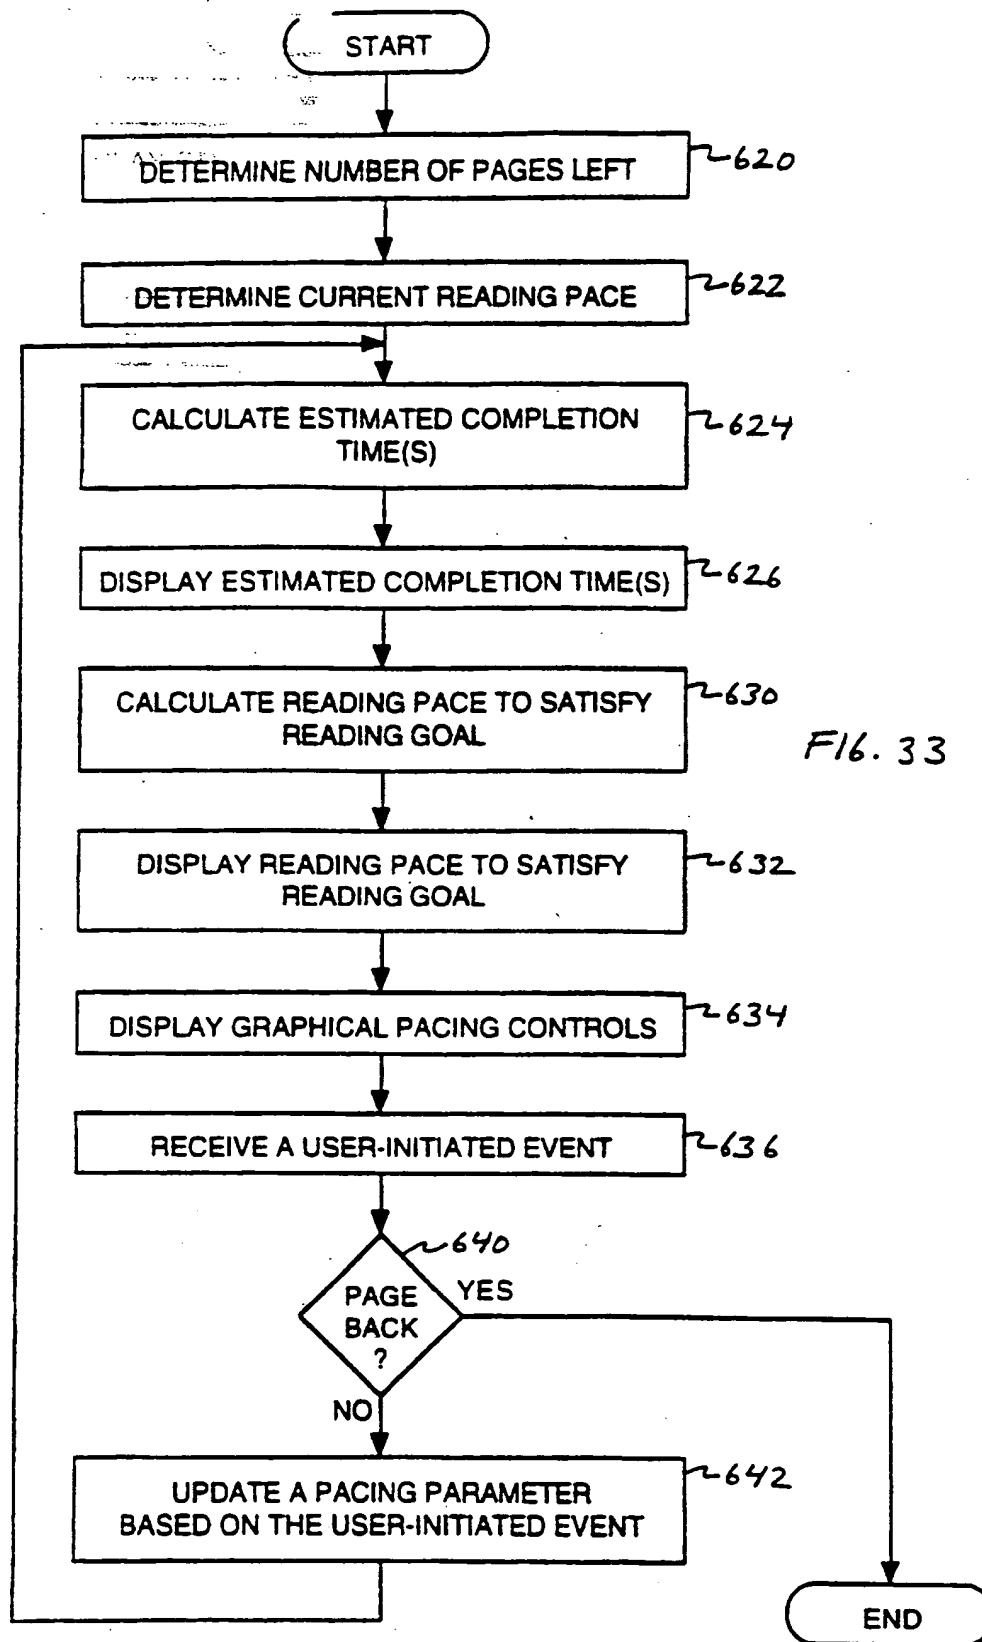 START
DETERMINE NUMBER OF PAGES LEFT
620
DETERMINE CURRENT READING PACE
622
CALCULATE ESTIMATED COMPLETION
TIME(S)
624
DISPLAY ESTIMATED COMPLETION TIME(S)
626
CALCULATE READING PACE TO SATISFY
READING GOAL
630
FIG. 33
DISPLAY READING PACE TO SATISFY
READING GOAL
632
DISPLAY GRAPHICAL PACING CONTROLS
634
RECEIVE A USER-INITIATED EVENT
636
640
PAGE
BACK
?
YES
NO
UPDATE A PACING PARAMETER
BASED ON THE USER-INITIATED EVENT
642
END